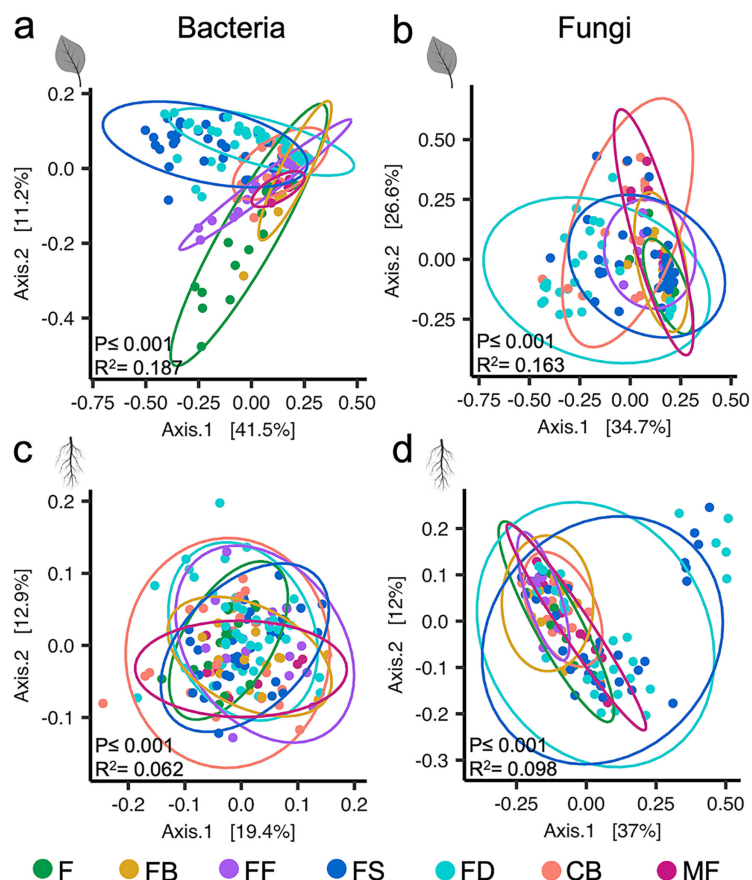 a Bacteria
b Fungi
0.2
0.0
-0.2
-0.4
Axis.2 [11.2%]
P≤ 0.001
R²= 0.187
-0.75 -0.50 -0.25 0.00 0.25 0.50
Axis.1 [41.5%]
0.50
0.25
0.00
-0.25
Axis.2 [26.6%]
P≤ 0.001
R²= 0.163
-0.75 -0.50 -0.25 0.00 0.25 0.50 0.75
Axis.1 [34.7%]
c
0.2
0.1
0.0
-0.1
Axis.2 [12.9%]
P≤ 0.001
R²= 0.062
-0.2 -0.1 0.0 0.1 0.2
Axis.1 [19.4%]
d
0.2
0.1
0.0
-0.1
-0.2
-0.3
Axis.2 [12%]
P≤ 0.001
R²= 0.098
-0.25 0.00 0.25 0.50
Axis.1 [37%]
F FB FF FS FD CB MF